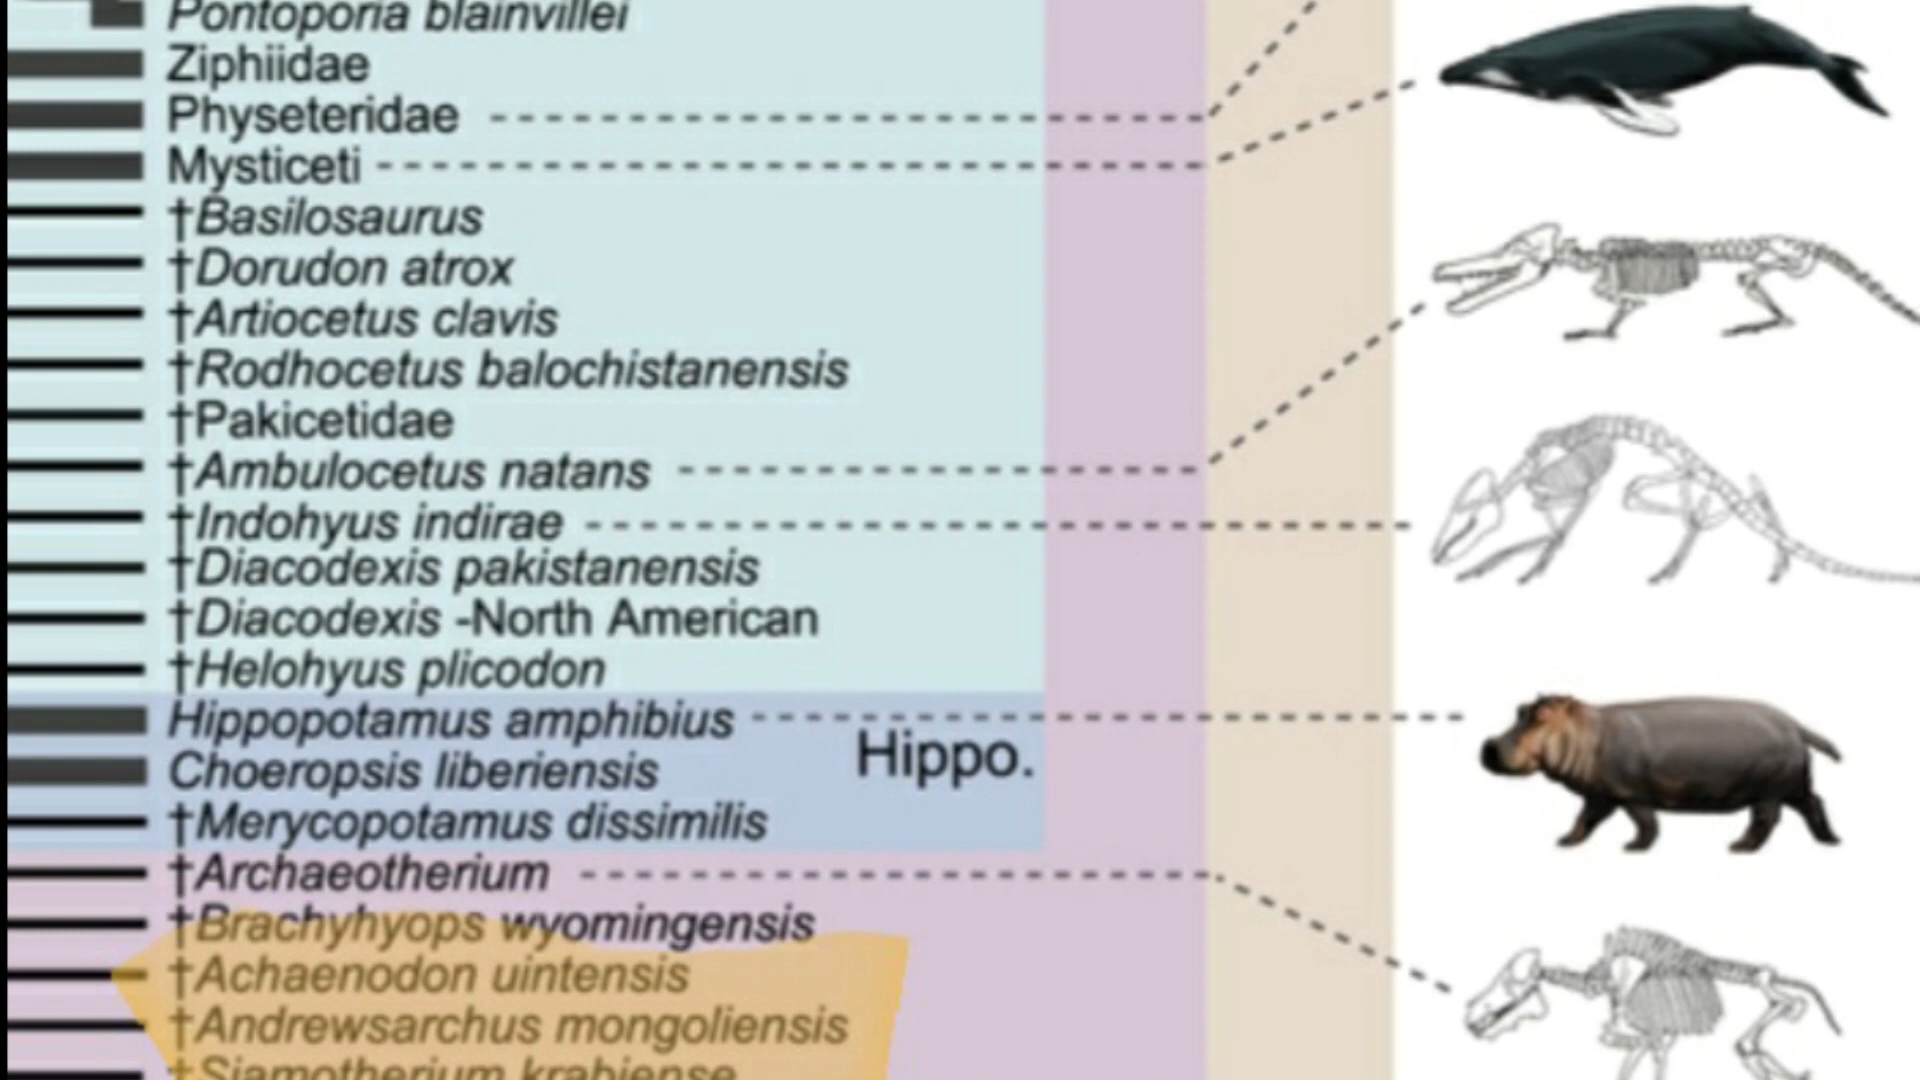 Pontoporia blainvillei
Ziphiidae
Physeteridae
Mysticeti
†Basilosaurus
†Dorudon atrox
†Artiocetus clavis
†Rodhocetus balochistanensis
†Pakicetidae
†Ambulocetus natans
†Indohyus indirae
†Diacodexis pakistanensis
†Diacodexis -North American
†Helohyus plicodon
Hippopotamus amphibius
Hippo.
Choeropsis liberiensis
†Merycopotamus dissimilis
†Archaeotherium
†Brachyhyops wyomingensis
†Achaenodon uintensis
†Andrewsarchus mongoliensis
†Siamotherium krabiense